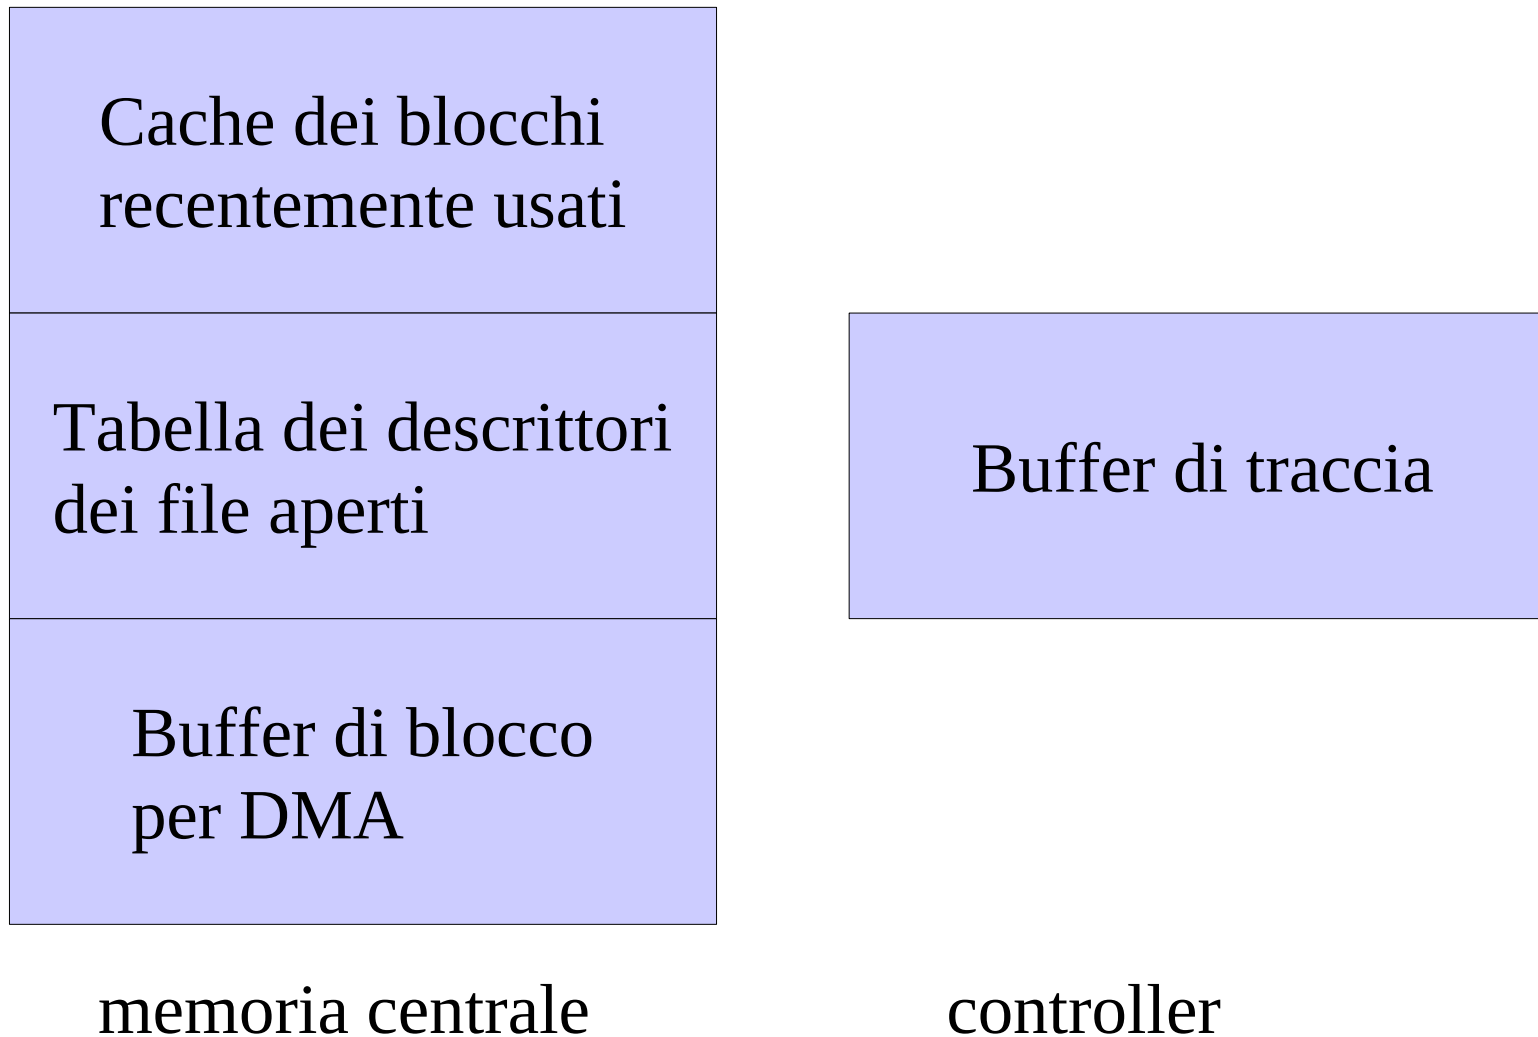 Cache dei blocchi
recentemente usati
Tabella dei descrittori
dei file aperti
Buffer di traccia
Buffer di blocco
per DMA
memoria centrale
controller